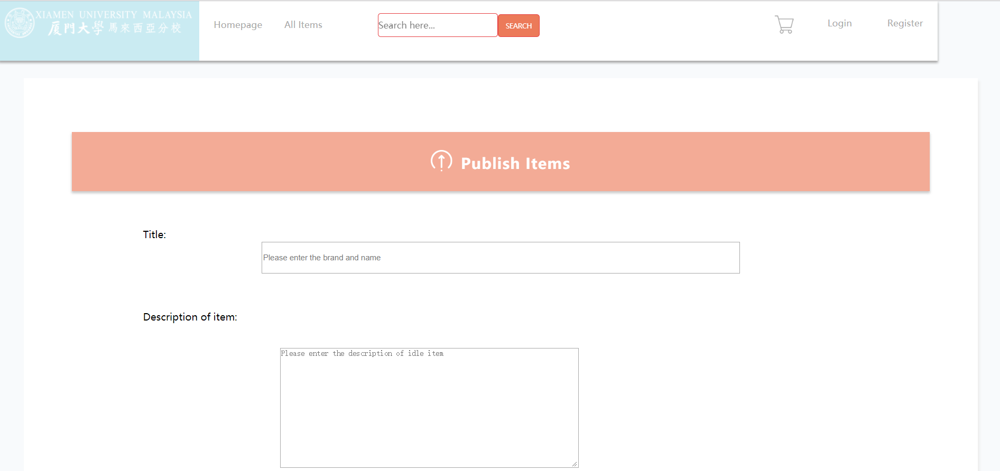 XIAMEN UNIVERSITY MALAYSIA
厦門大學 馬來西亞分校
Homepage
All Items
Search here...
SEARCH
Login
Register
Publish Items
Title:
Please enter the brand and name
Description of item:
Please enter the description of idle item